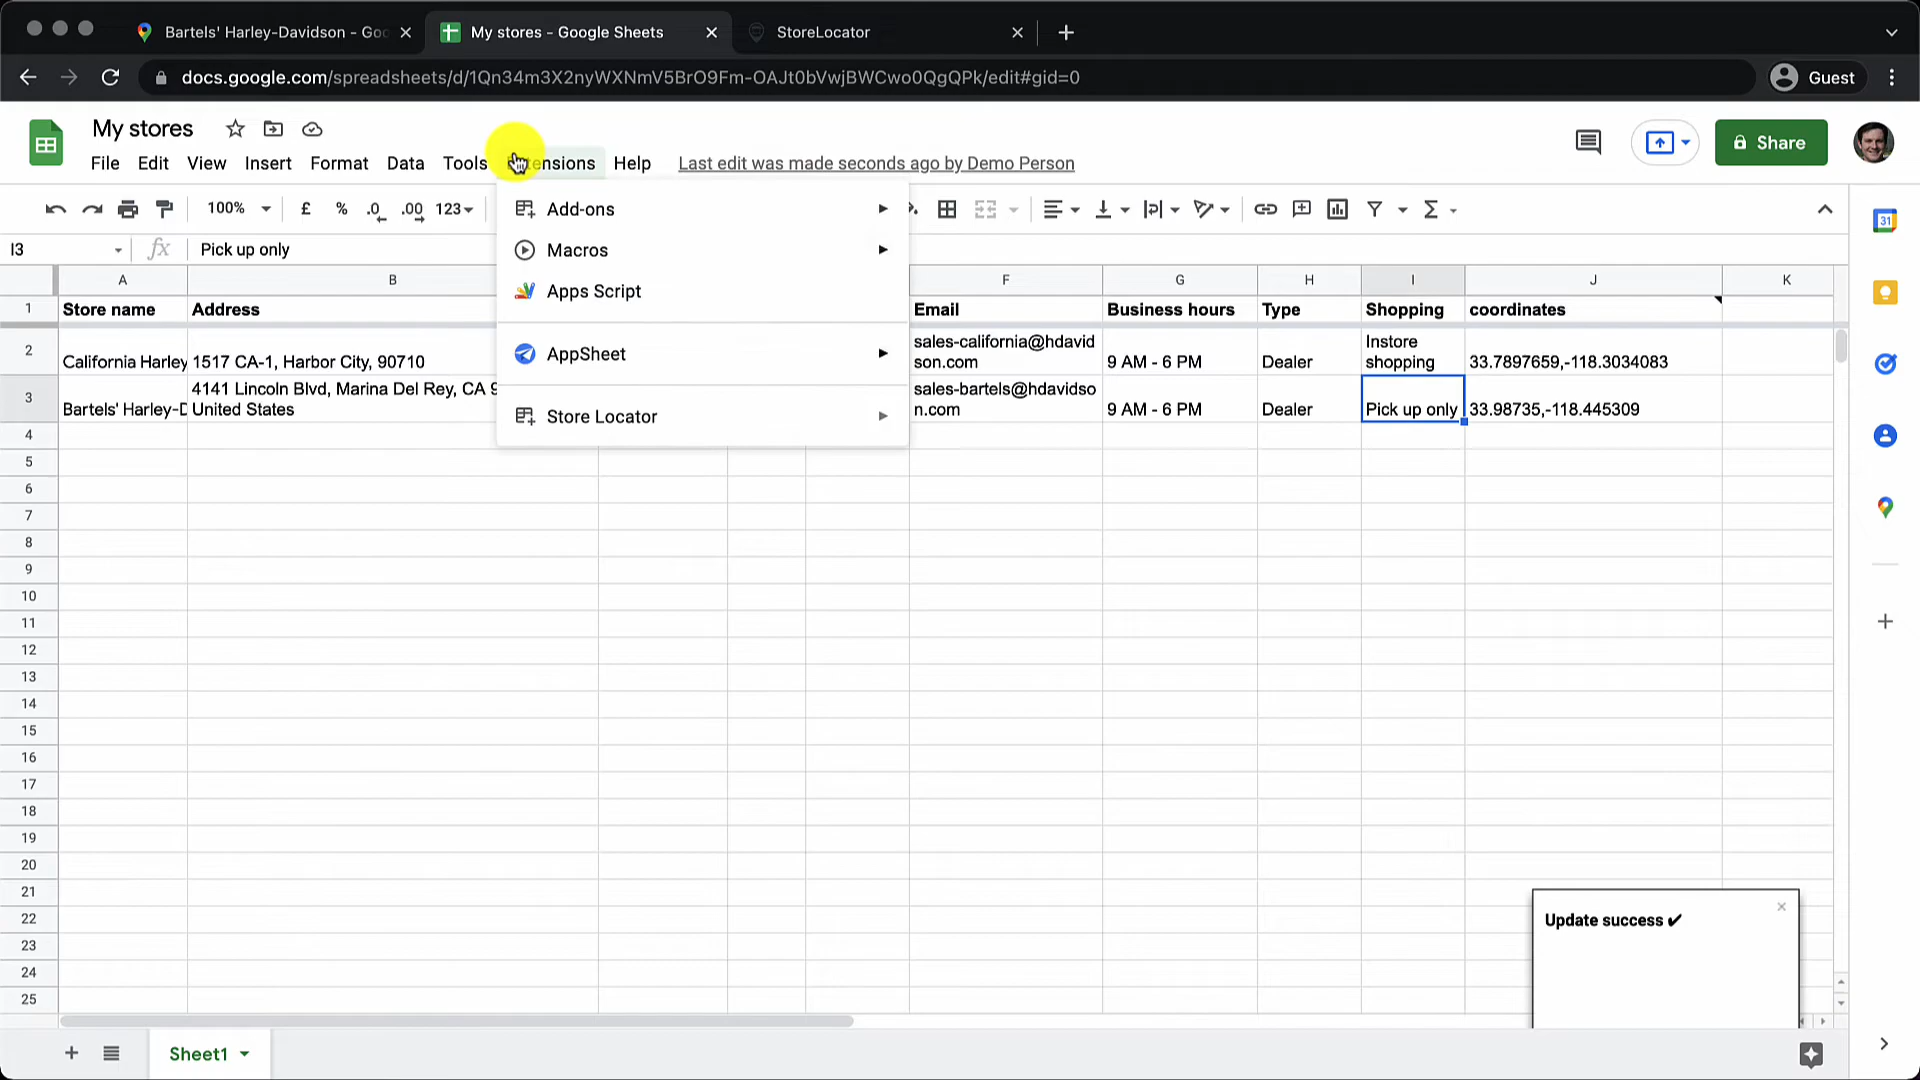 Bartels' Harley-Davidson - Goo
My stores - Google Sheets
StoreLocator
docs.google.com/spreadsheets/d/1Qn34m3X2nyWXNmV5BrO9Fm-OAJt0bVwjBWCwo0QgQPk/edit#gid=0
Guest
My stores
File Edit View Insert Format Data Tools Extensions Help Last edit was made seconds ago by Demo Person
Share
100% £ % .0 .00 123
Add-ons
Macros
Apps Script
AppSheet
Store Locator
I3 fx Pick up only
A B F G H I J K
1 Store name Address Email Business hours Type Shopping coordinates
2 California Harley 1517 CA-1, Harbor City, 90710 sales-california@hdavid
son.com 9 AM - 6 PM Dealer Instore
shopping 33.7897659,-118.3034083
3 Bartels' Harley-D 4141 Lincoln Blvd, Marina Del Rey, CA 9
United States sales-bartels@hdavidso
n.com 9 AM - 6 PM Dealer Pick up only 33.98735,-118.445309
4
5
6
7
8
9
10
11
12
13
14
15
16
17
18
19
20
21
22
23
24
25
31
Update success ✔
Sheet1